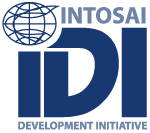 INTOSAI
IDI
DEVELOPMENT INITIATIVE